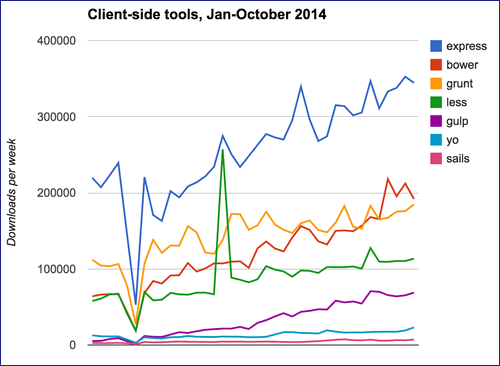 Client-side tools, Jan-October 2014
400000
300000
200000
100000
0
Downloads per week
express
bower
grunt
less
gulp
yo
sails